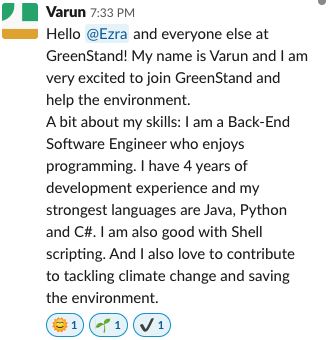 Varun 7:33 PM
Hello @Ezra and everyone else at
GreenStand! My name is Varun and I am
very excited to join GreenStand and
help the environment.
A bit about my skills: I am a Back-End
Software Engineer who enjoys
programming. I have 4 years of
development experience and my
strongest languages are Java, Python
and C#. I am also good with Shell
scripting. And I also love to contribute
to tackling climate change and saving
the environment.
1 1 1